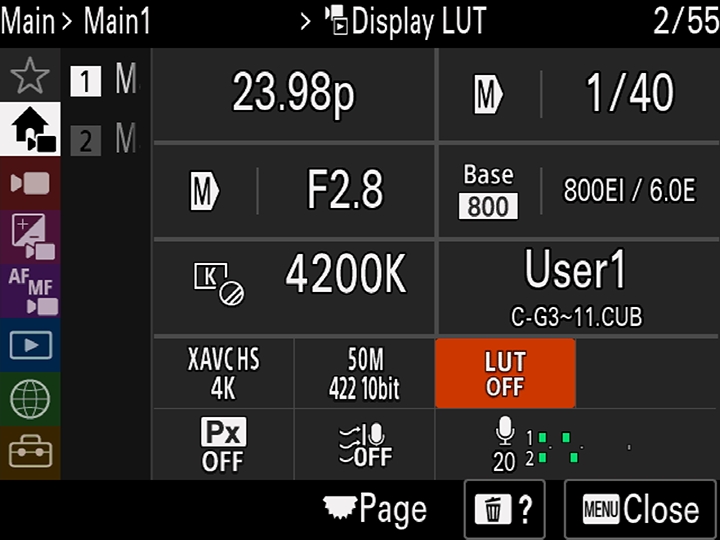 Main > Main1 > Display LUT 2/55
1 M
2 M
23.98p
M 1/40
M F2.8
Base 800 800EI / 6.0E
K 4200K
User1
C-G3~11.CUB
XAVC HS 4K
50M 422 10bit
LUT OFF
AF MF
Px OFF
OFF
20 1 2
Page ? MENU Close